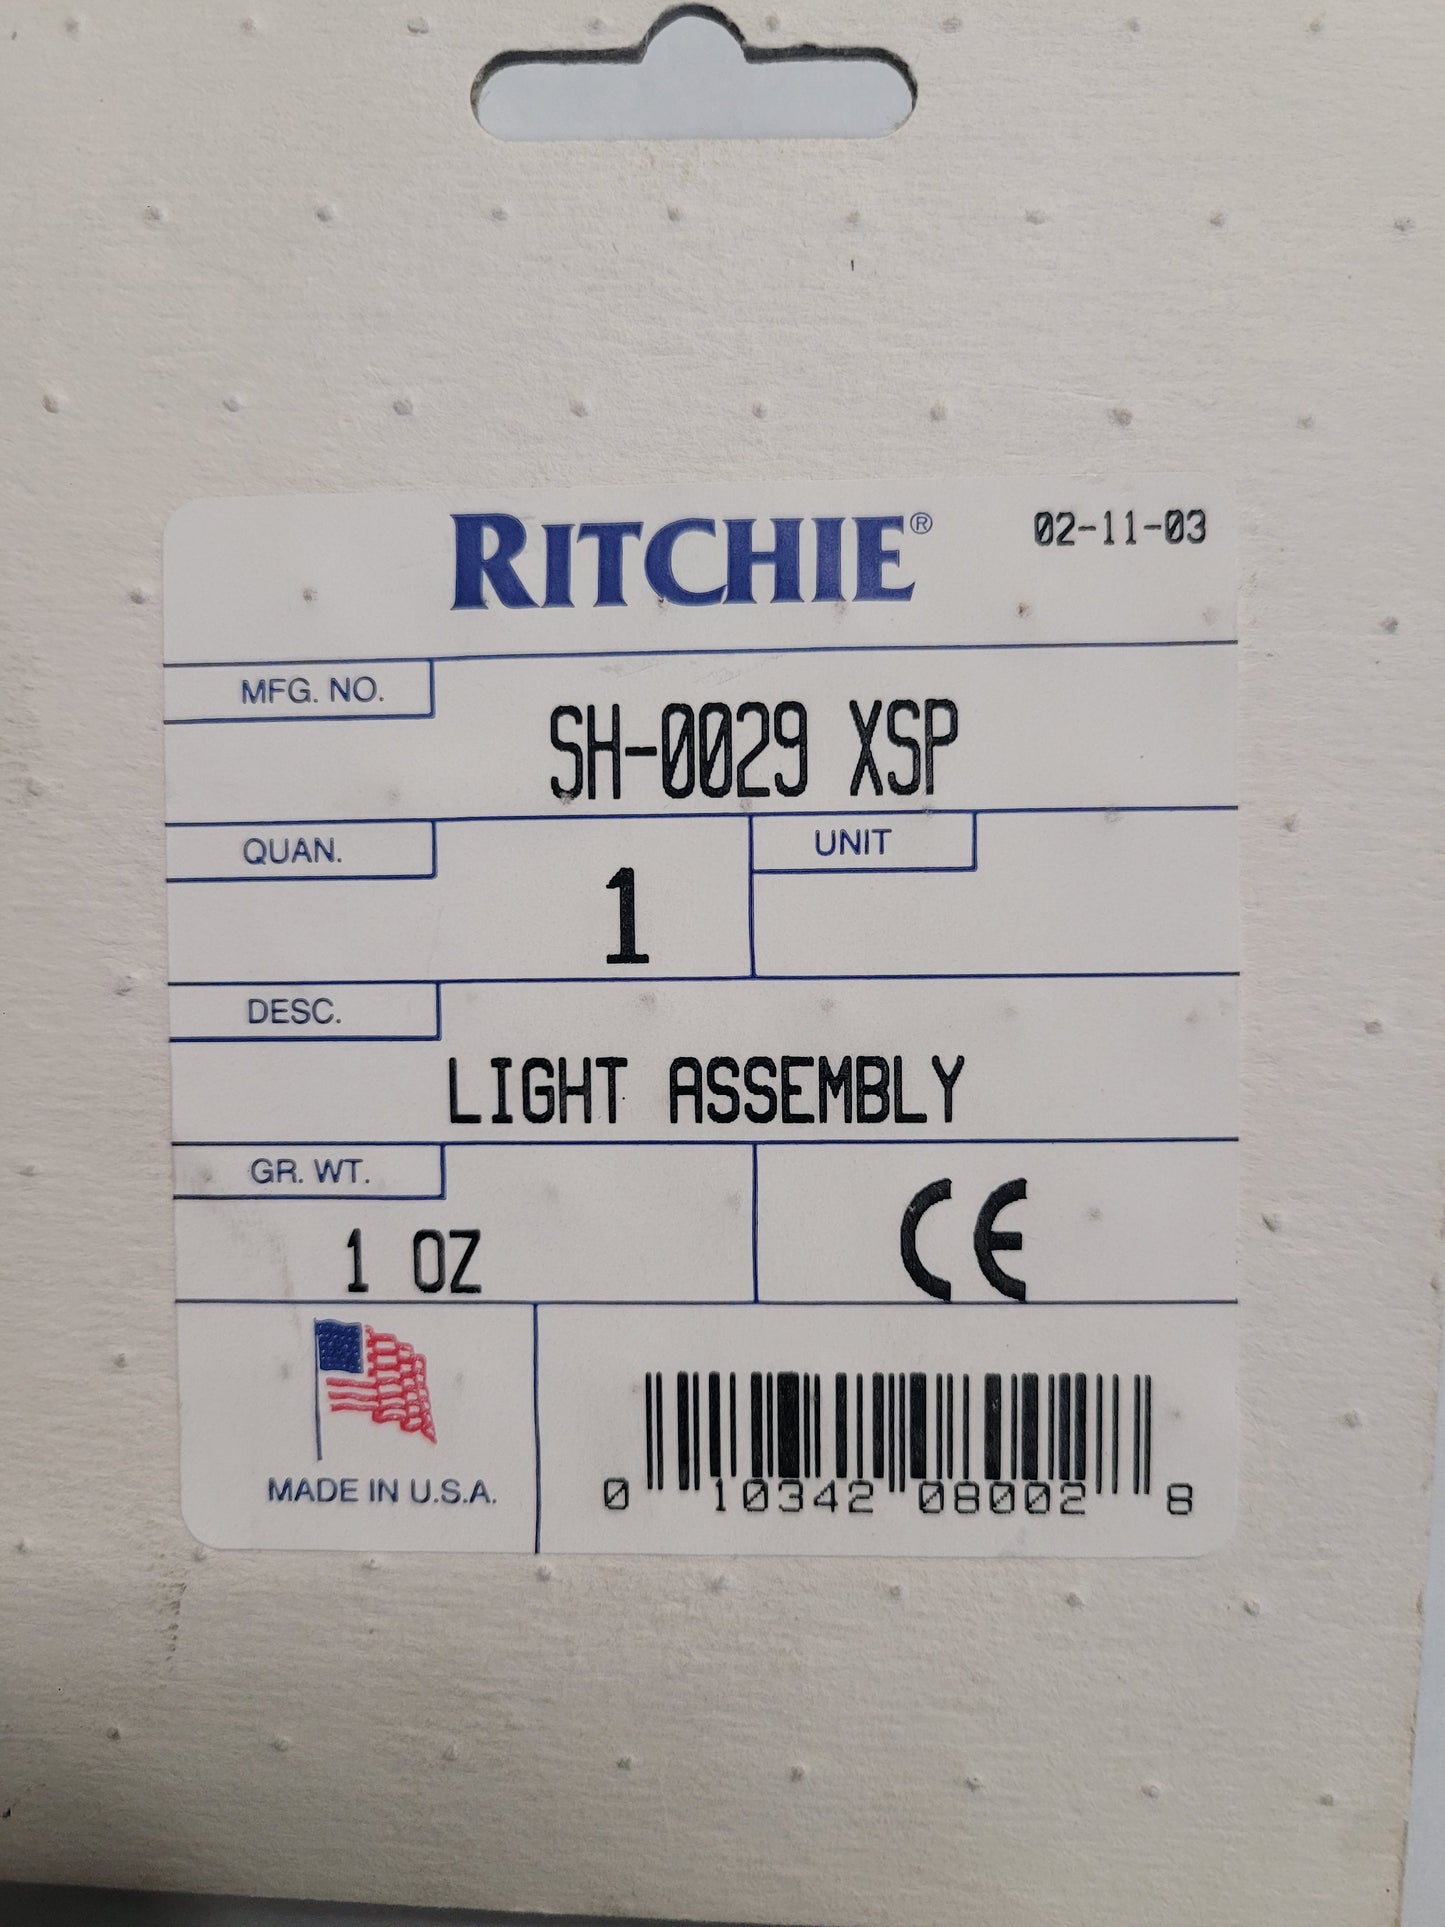 RITCHIE® 02-11-03
MFG. NO.
SH-0029 XSP
QUAN.
1
UNIT
DESC.
LIGHT ASSEMBLY
GR. WT.
1 OZ
CE
MADE IN U.S.A.
0 10342 08002 8